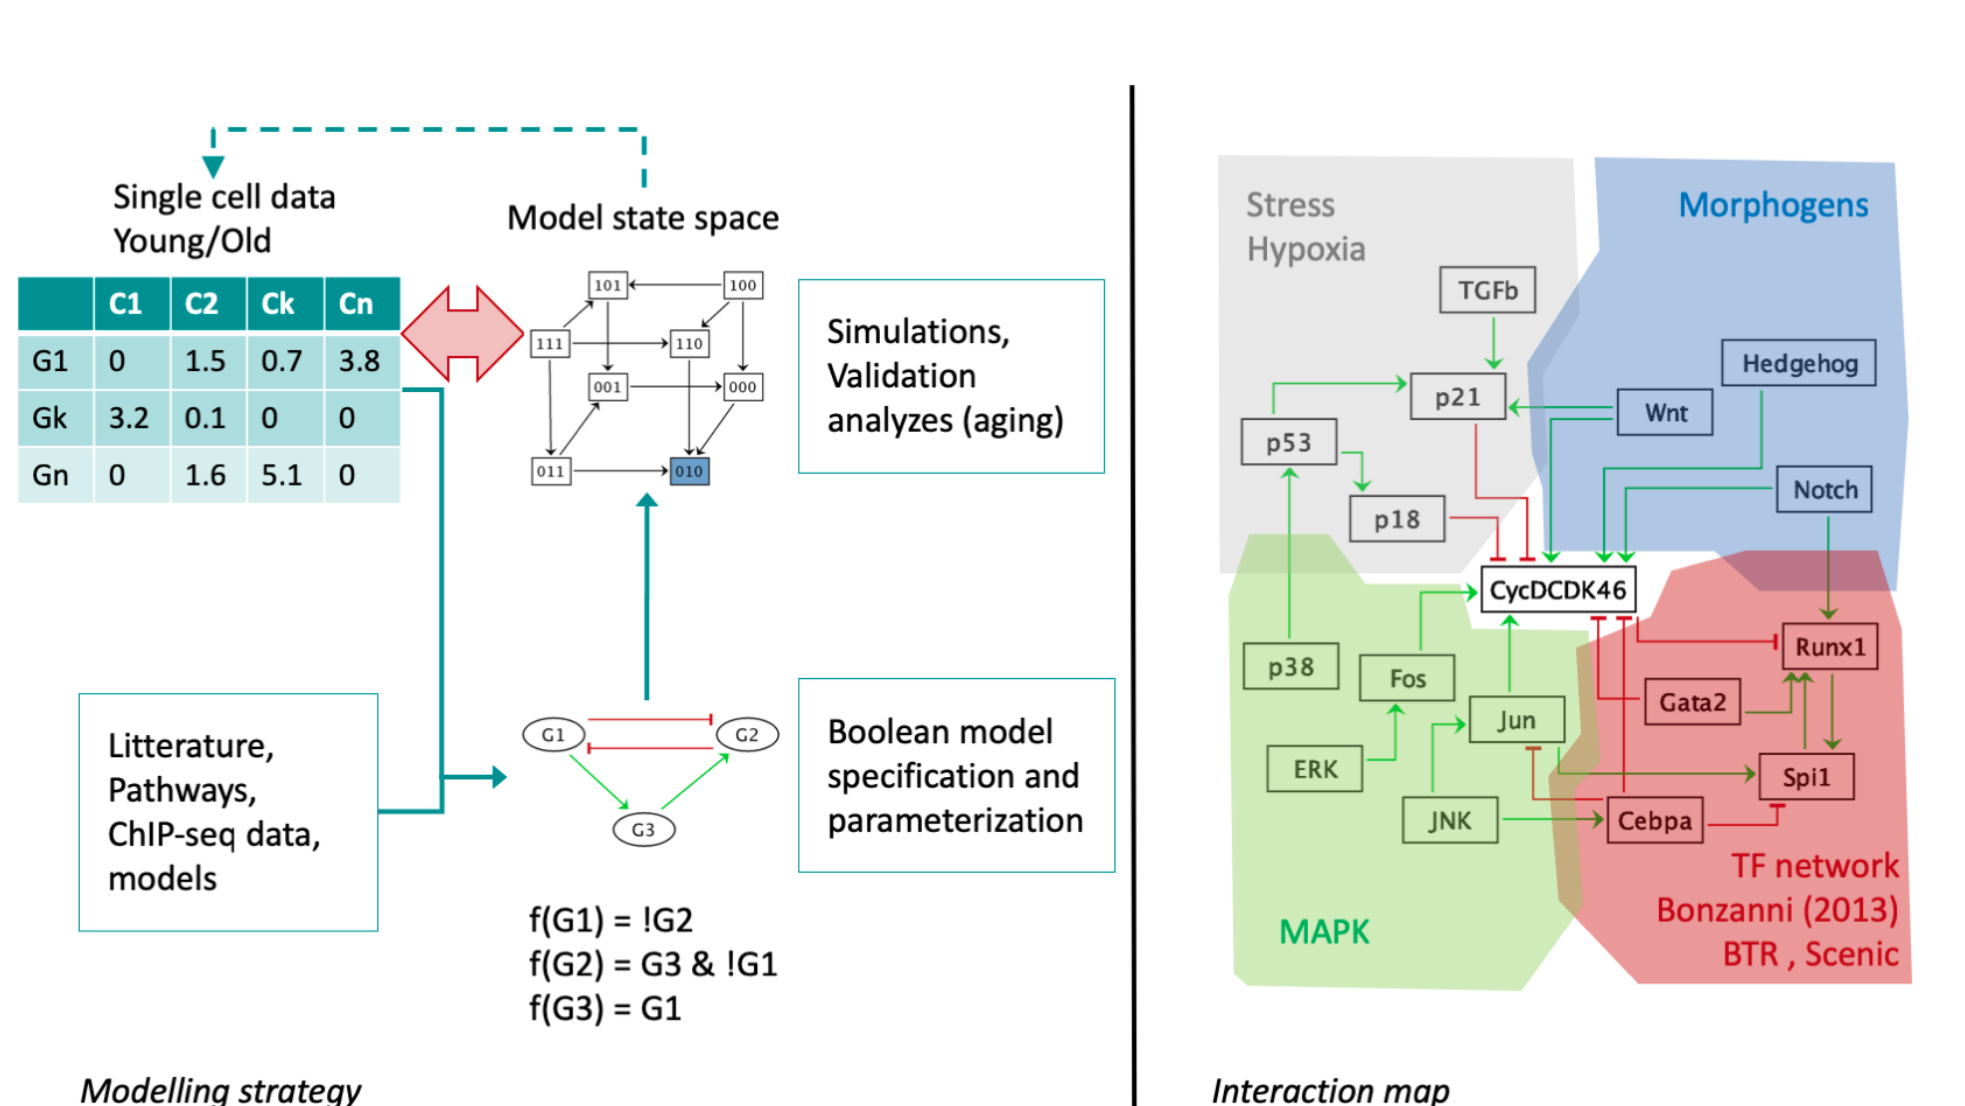 Single cell data
Young/Old
C1 C2 Ck Cn
G1 0 1.5 0.7 3.8
Gk 3.2 0.1 0 0
Gn 0 1.6 5.1 0
Model state space
101 100
111 110
001 000
011 010
Simulations,
Validation
analyzes (aging)
Litterature,
Pathways,
ChIP-seq data,
models
G1 G2
G3
Boolean model
specification and
parameterization
f(G1) = !G2
f(G2) = G3 & !G1
f(G3) = G1
Modelling strategy
Stress
Hypoxia
Morphogens
TGFb
Hedgehog
p21
Wnt
p53
Notch
p18
CycDCDK46
Runx1
p38
Fos
Gata2
Jun
ERK
Spi1
JNK
Cebpa
MAPK
TF network
Bonzanni (2013)
BTR , Scenic
Interaction map